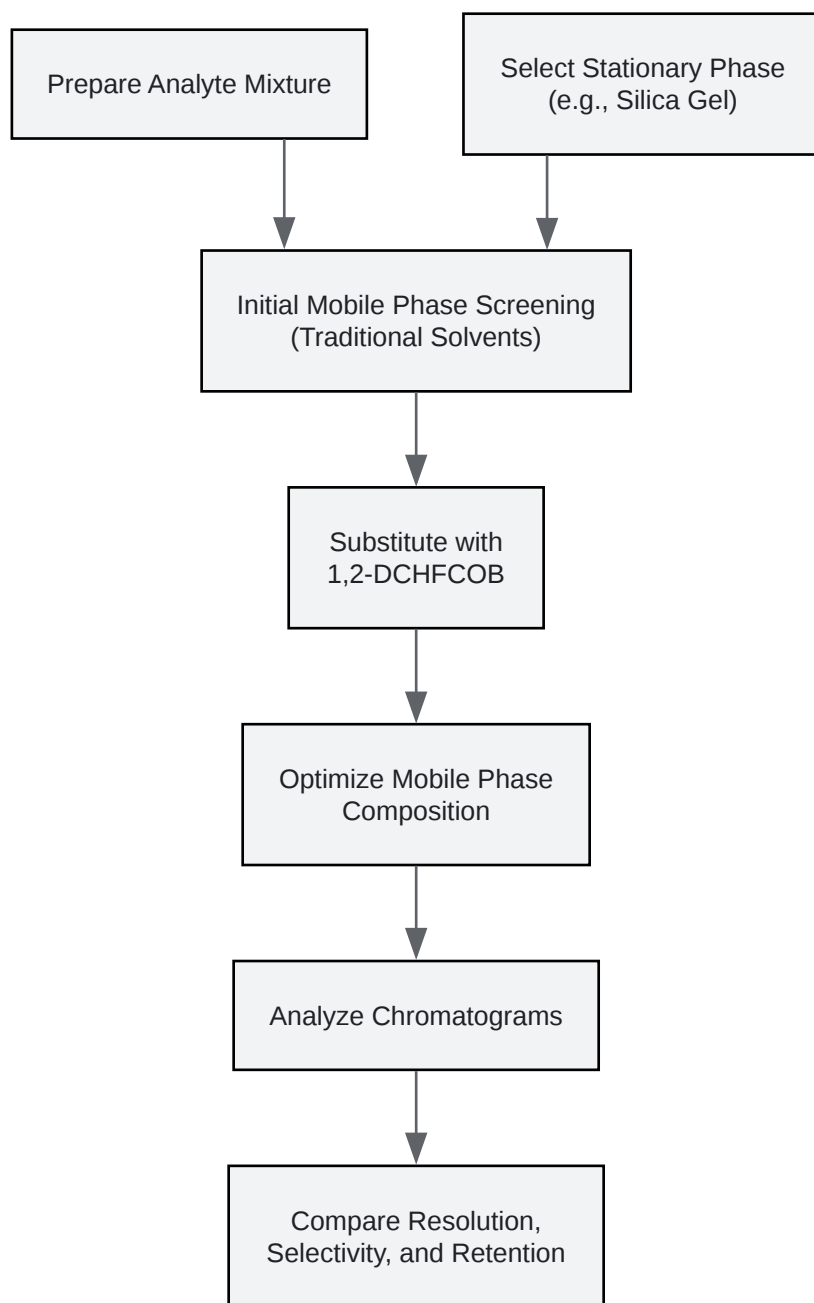 Prepare Analyte Mixture
Select Stationary Phase
(e.g., Silica Gel)
Initial Mobile Phase Screening
(Traditional Solvents)
Substitute with
1,2-DCHFCOB
Optimize Mobile Phase
Composition
Analyze Chromatograms
Compare Resolution,
Selectivity, and Retention